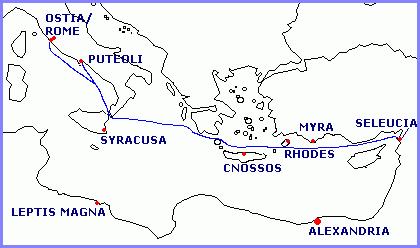 OSTIA/
ROME
PUTEOLI
SYRACUSA
MYRA
SELEUCIA
RHODES
CNOSSOS
LEPTIS MAGNA
ALEXANDRIA